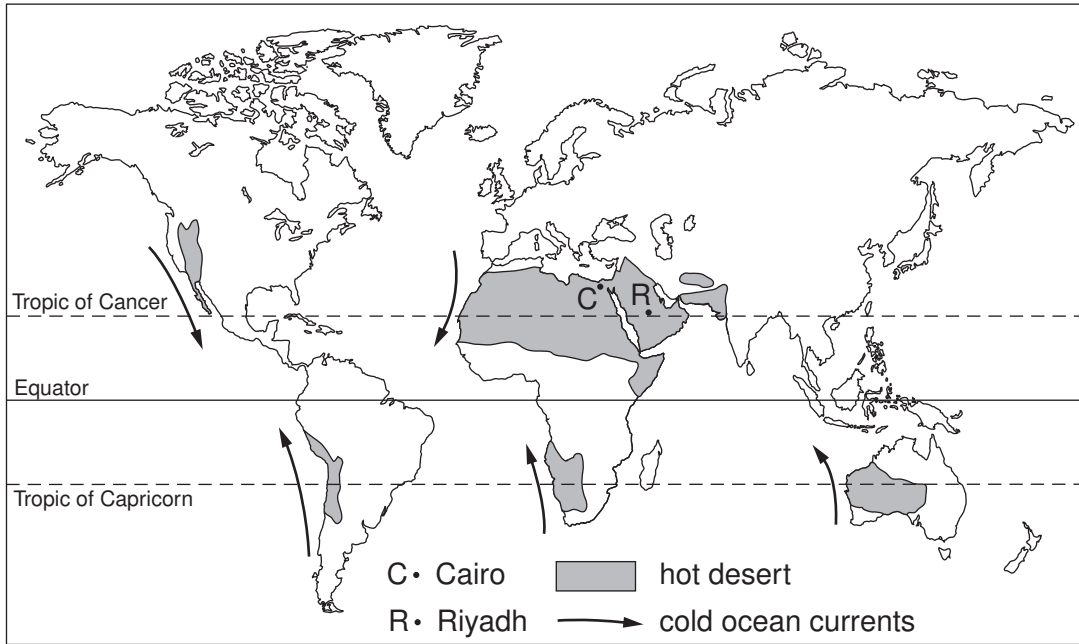 Tropic of Cancer
C
R
Equator
Tropic of Capricorn
C• Cairo hot desert
R• Riyadh cold ocean currents